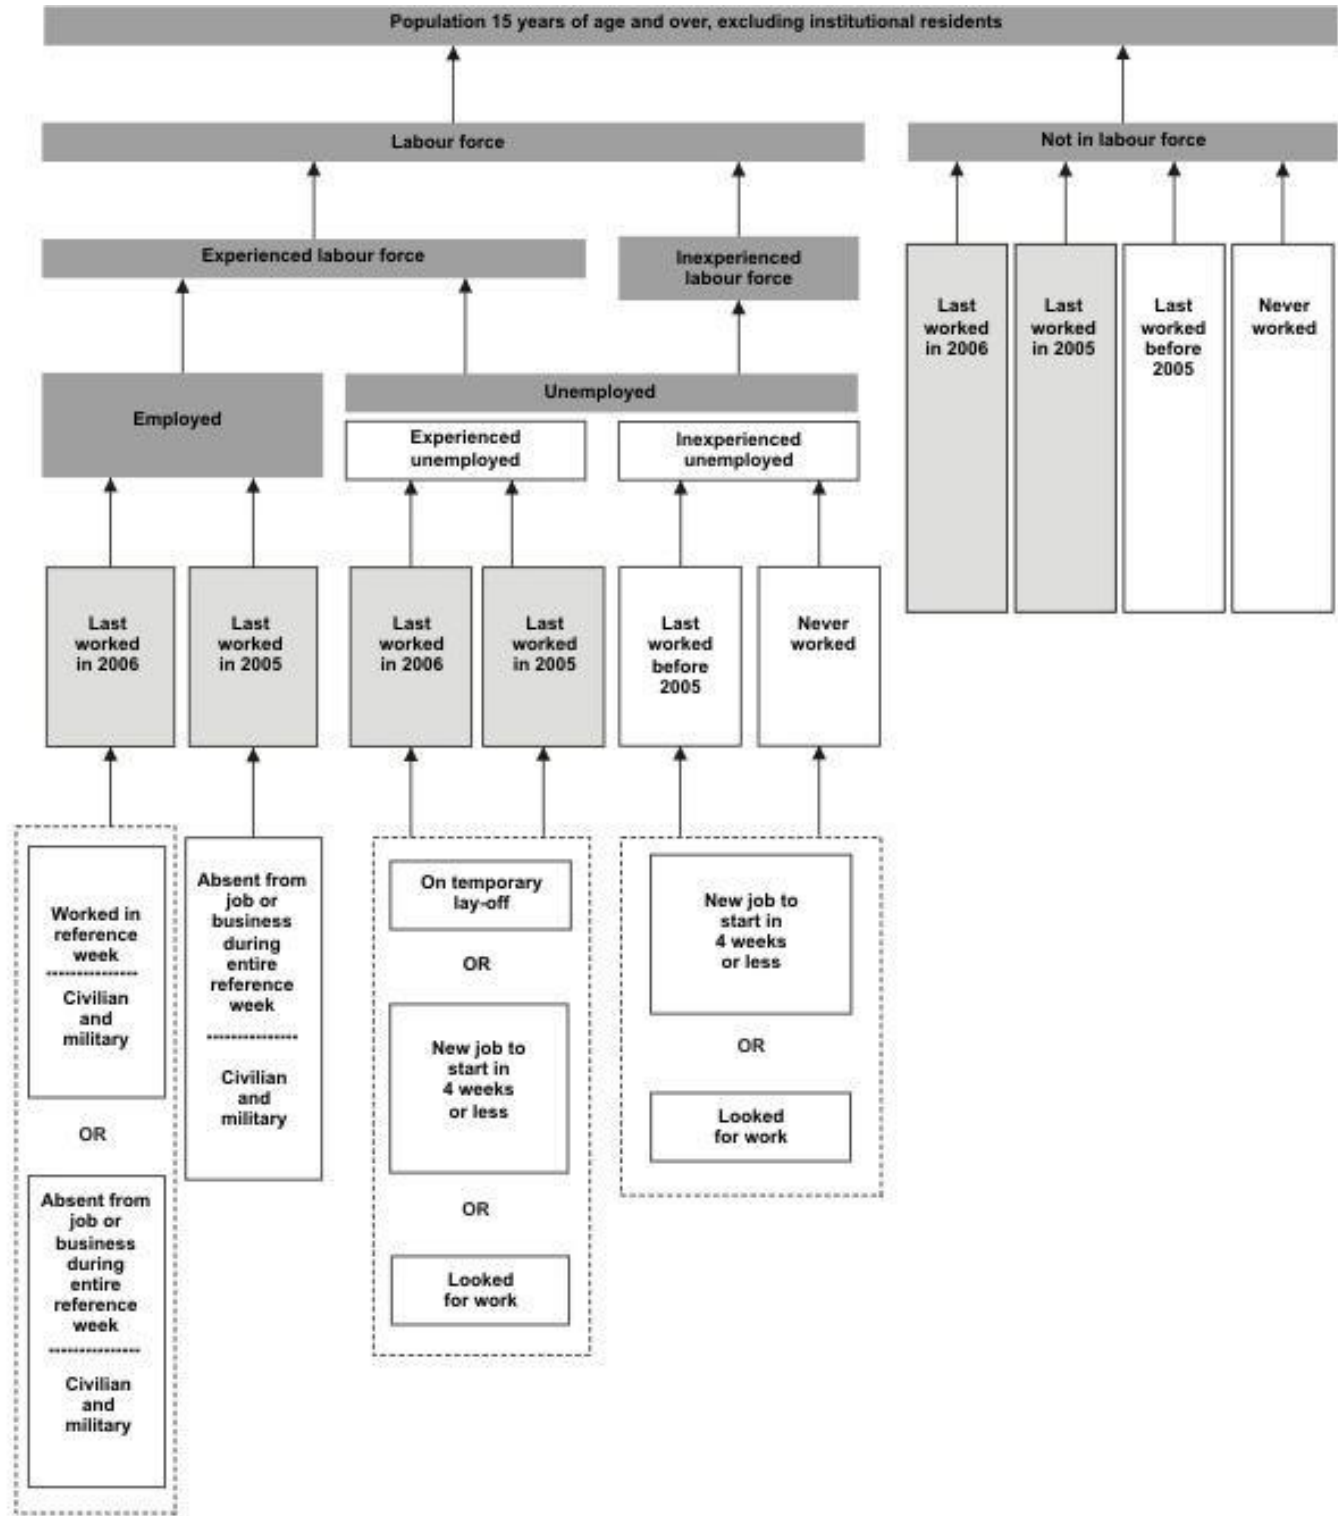 Population 15 years of age and over, excluding institutional residents
Labour force
Not in labour force
Experienced labour force
Inexperienced
labour force
Last
worked
in 2006
Last
worked
in 2005
Last
worked
before
2005
Never
worked
Employed
Unemployed
Experienced
unemployed
Inexperienced
unemployed
Last
worked
in 2006
Last
worked
in 2005
Last
worked
in 2006
Last
worked
in 2005
Last
worked
before
2005
Never
worked
Worked in
reference
week
Civilian
and
military
OR
Absent from
job or
business
during
entire
reference
week
Civilian
and
military
Absent from
job or
business
during
entire
reference
week
Civilian
and
military
On temporary
lay-off
OR
New job to
start in
4 weeks
or less
OR
Looked
for work
New job to
start in
4 weeks
or less
OR
Looked
for work